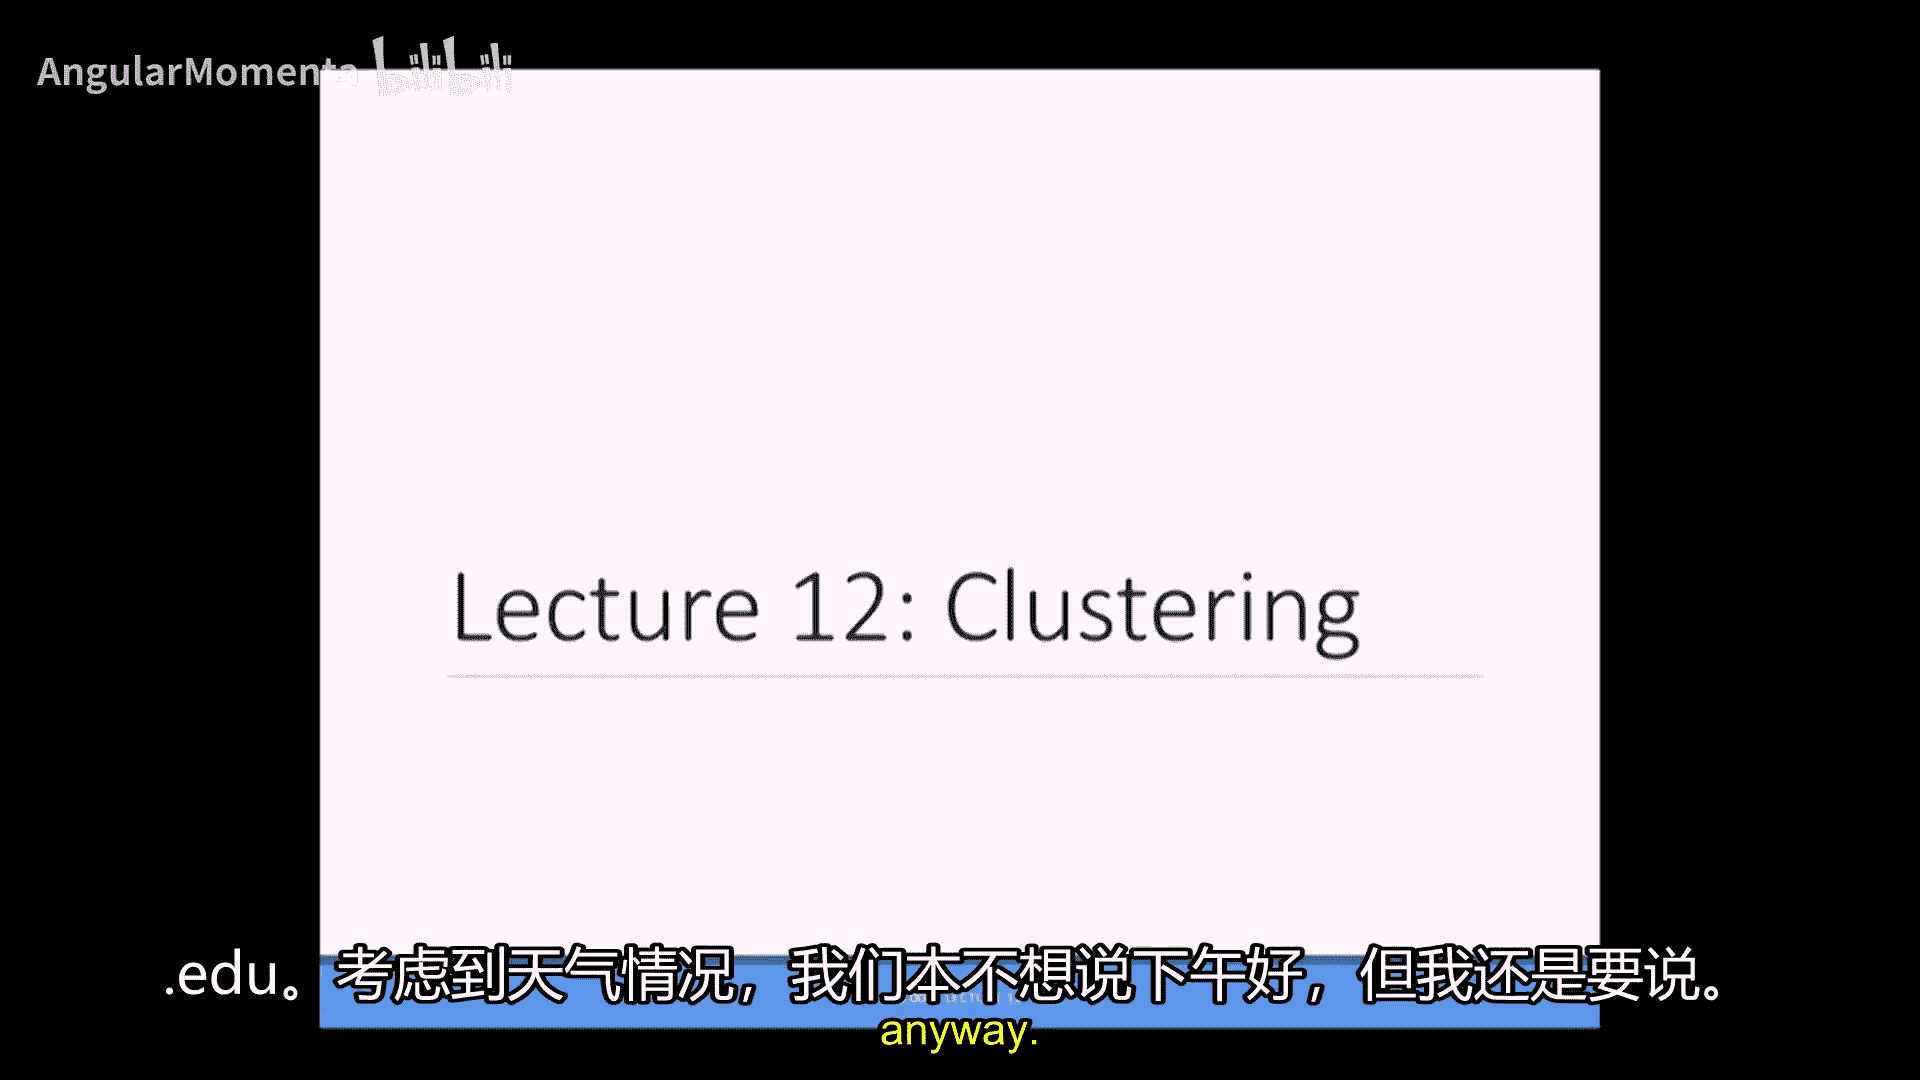 AngularMomenta bilibili
Lecture 12: Clustering
.edu。考虑到天气情况，我们本不想说下午好，但我还是要说。
anyway.